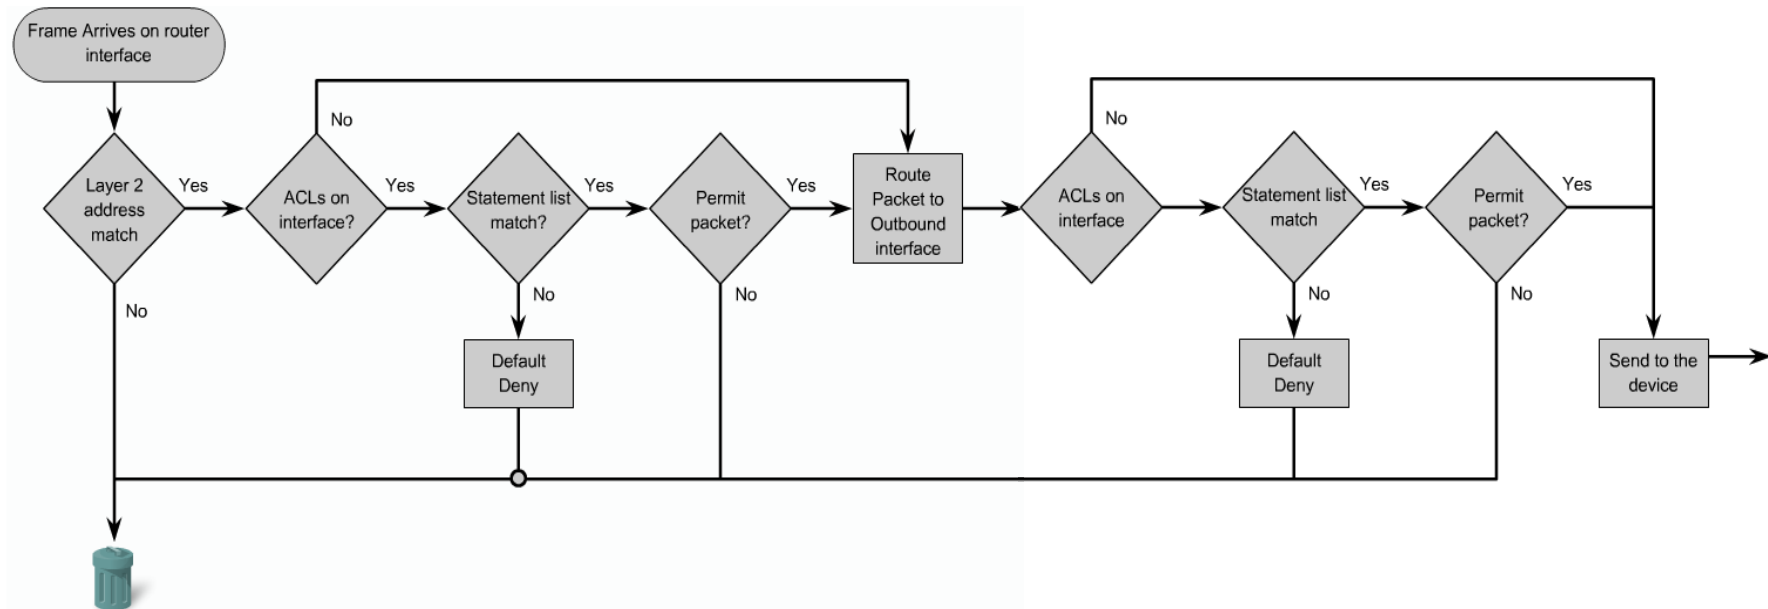 Frame Arrives on router
interface
No
No
Layer 2
address
match
Yes
ACLs on
interface?
Yes
Statement list
match?
Yes
Permit
packet?
Yes
Route
Packet to
Outbound
interface
ACLs on
interface
Statement list
match
Yes
Permit
packet?
Yes
No
No
No
No
No
Default
Deny
Default
Deny
Send to the
device